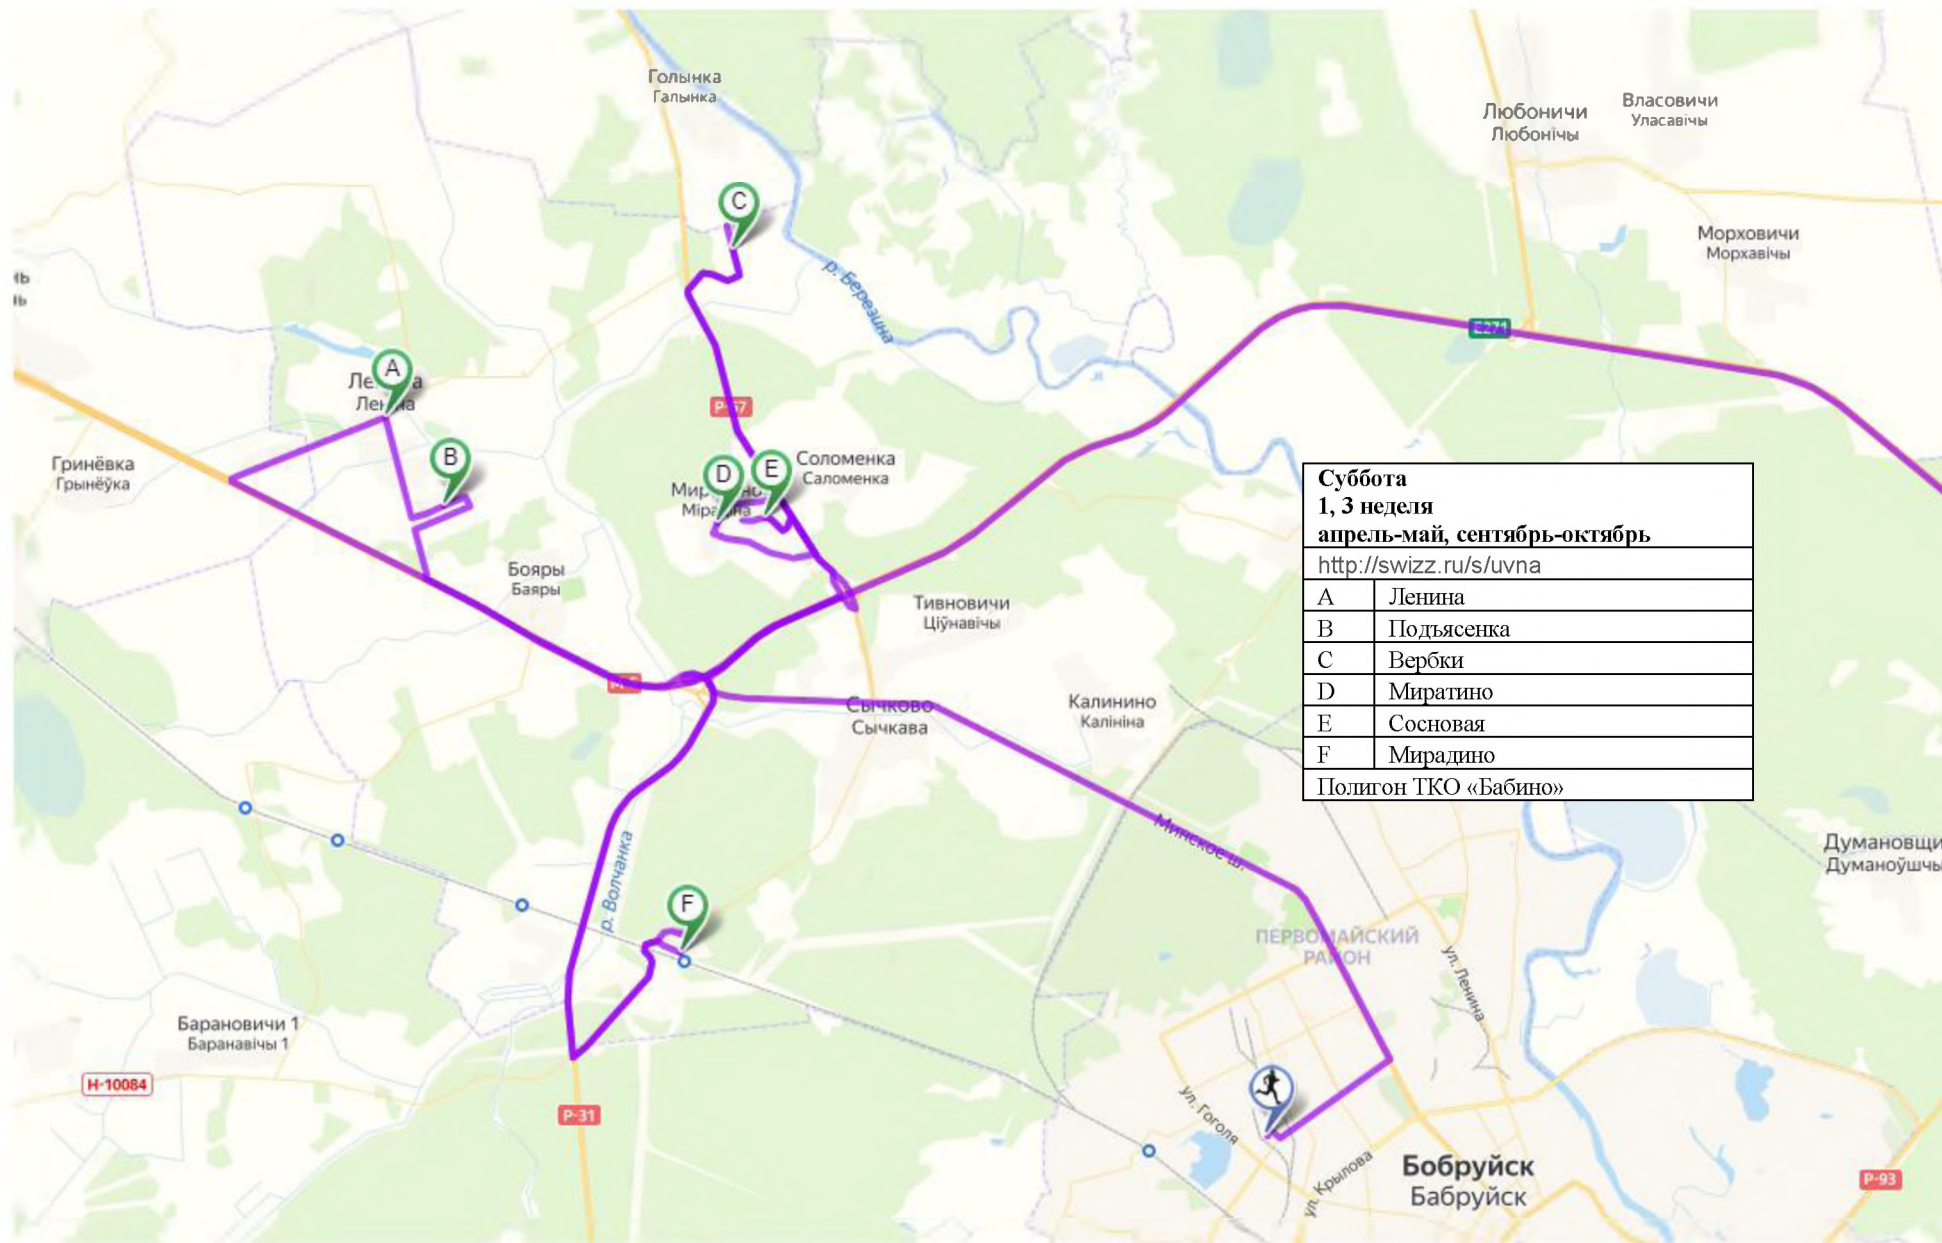 Голынка
Галынка
Любоничи
Любонічы
Власовичи
Уласавічы
C
Морховичи
Морхавічы
р. Березина
E271
A
Ленина
P-67
B
Гринёвка
Грынёўка
D
E
Соломенка
Саломенка
Бояры
Баяры
Тивновичи
Ціўнавічы
Сычково
Сычкава
Калинино
Калініна
Суббота
1, 3 неделя
апрель-май, сентябрь-октябрь
http://swizz.ru/s/uvna
A Ленина
B Подъясенка
C Вербки
D Миратино
E Сосновая
F Мирадино
Полигон ТКО «Бабино»
Минское ш.
Думановщи
Думаноўшчы
р. Волчанка
F
ПЕРВОМАЙСКИЙ
РАЙОН
ул. Ленина
Барановичи 1
Баранавічы 1
H-10084
P-31
ул. Гоголя
ул. Крылова
Бобруйск
Бабруйск
P-93